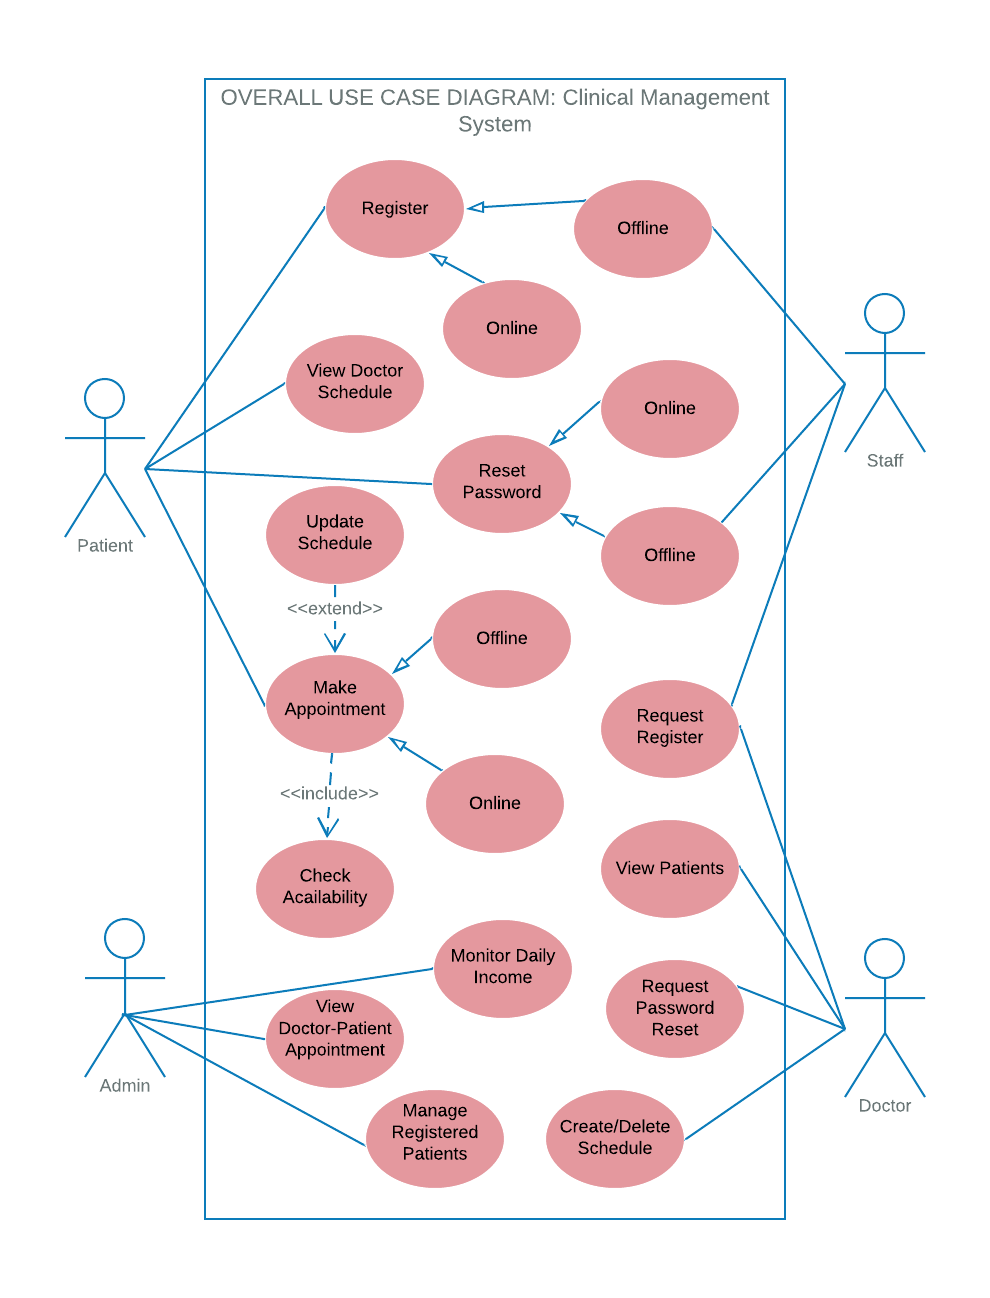 OVERALL USE CASE DIAGRAM: Clinical Management
System
Register
Offline
Online
View Doctor
Schedule
Online
Reset
Password
Staff
Update
Schedule
Patient
Offline
<<extend>>
Offline
Make
Appointment
Request
Register
<<include>>
Online
View Patients
Check
Acailability
Monitor Daily
Income
Request
Password
Reset
View
Doctor-Patient
Appointment
Admin
Doctor
Manage
Registered
Patients
Create/Delete
Schedule